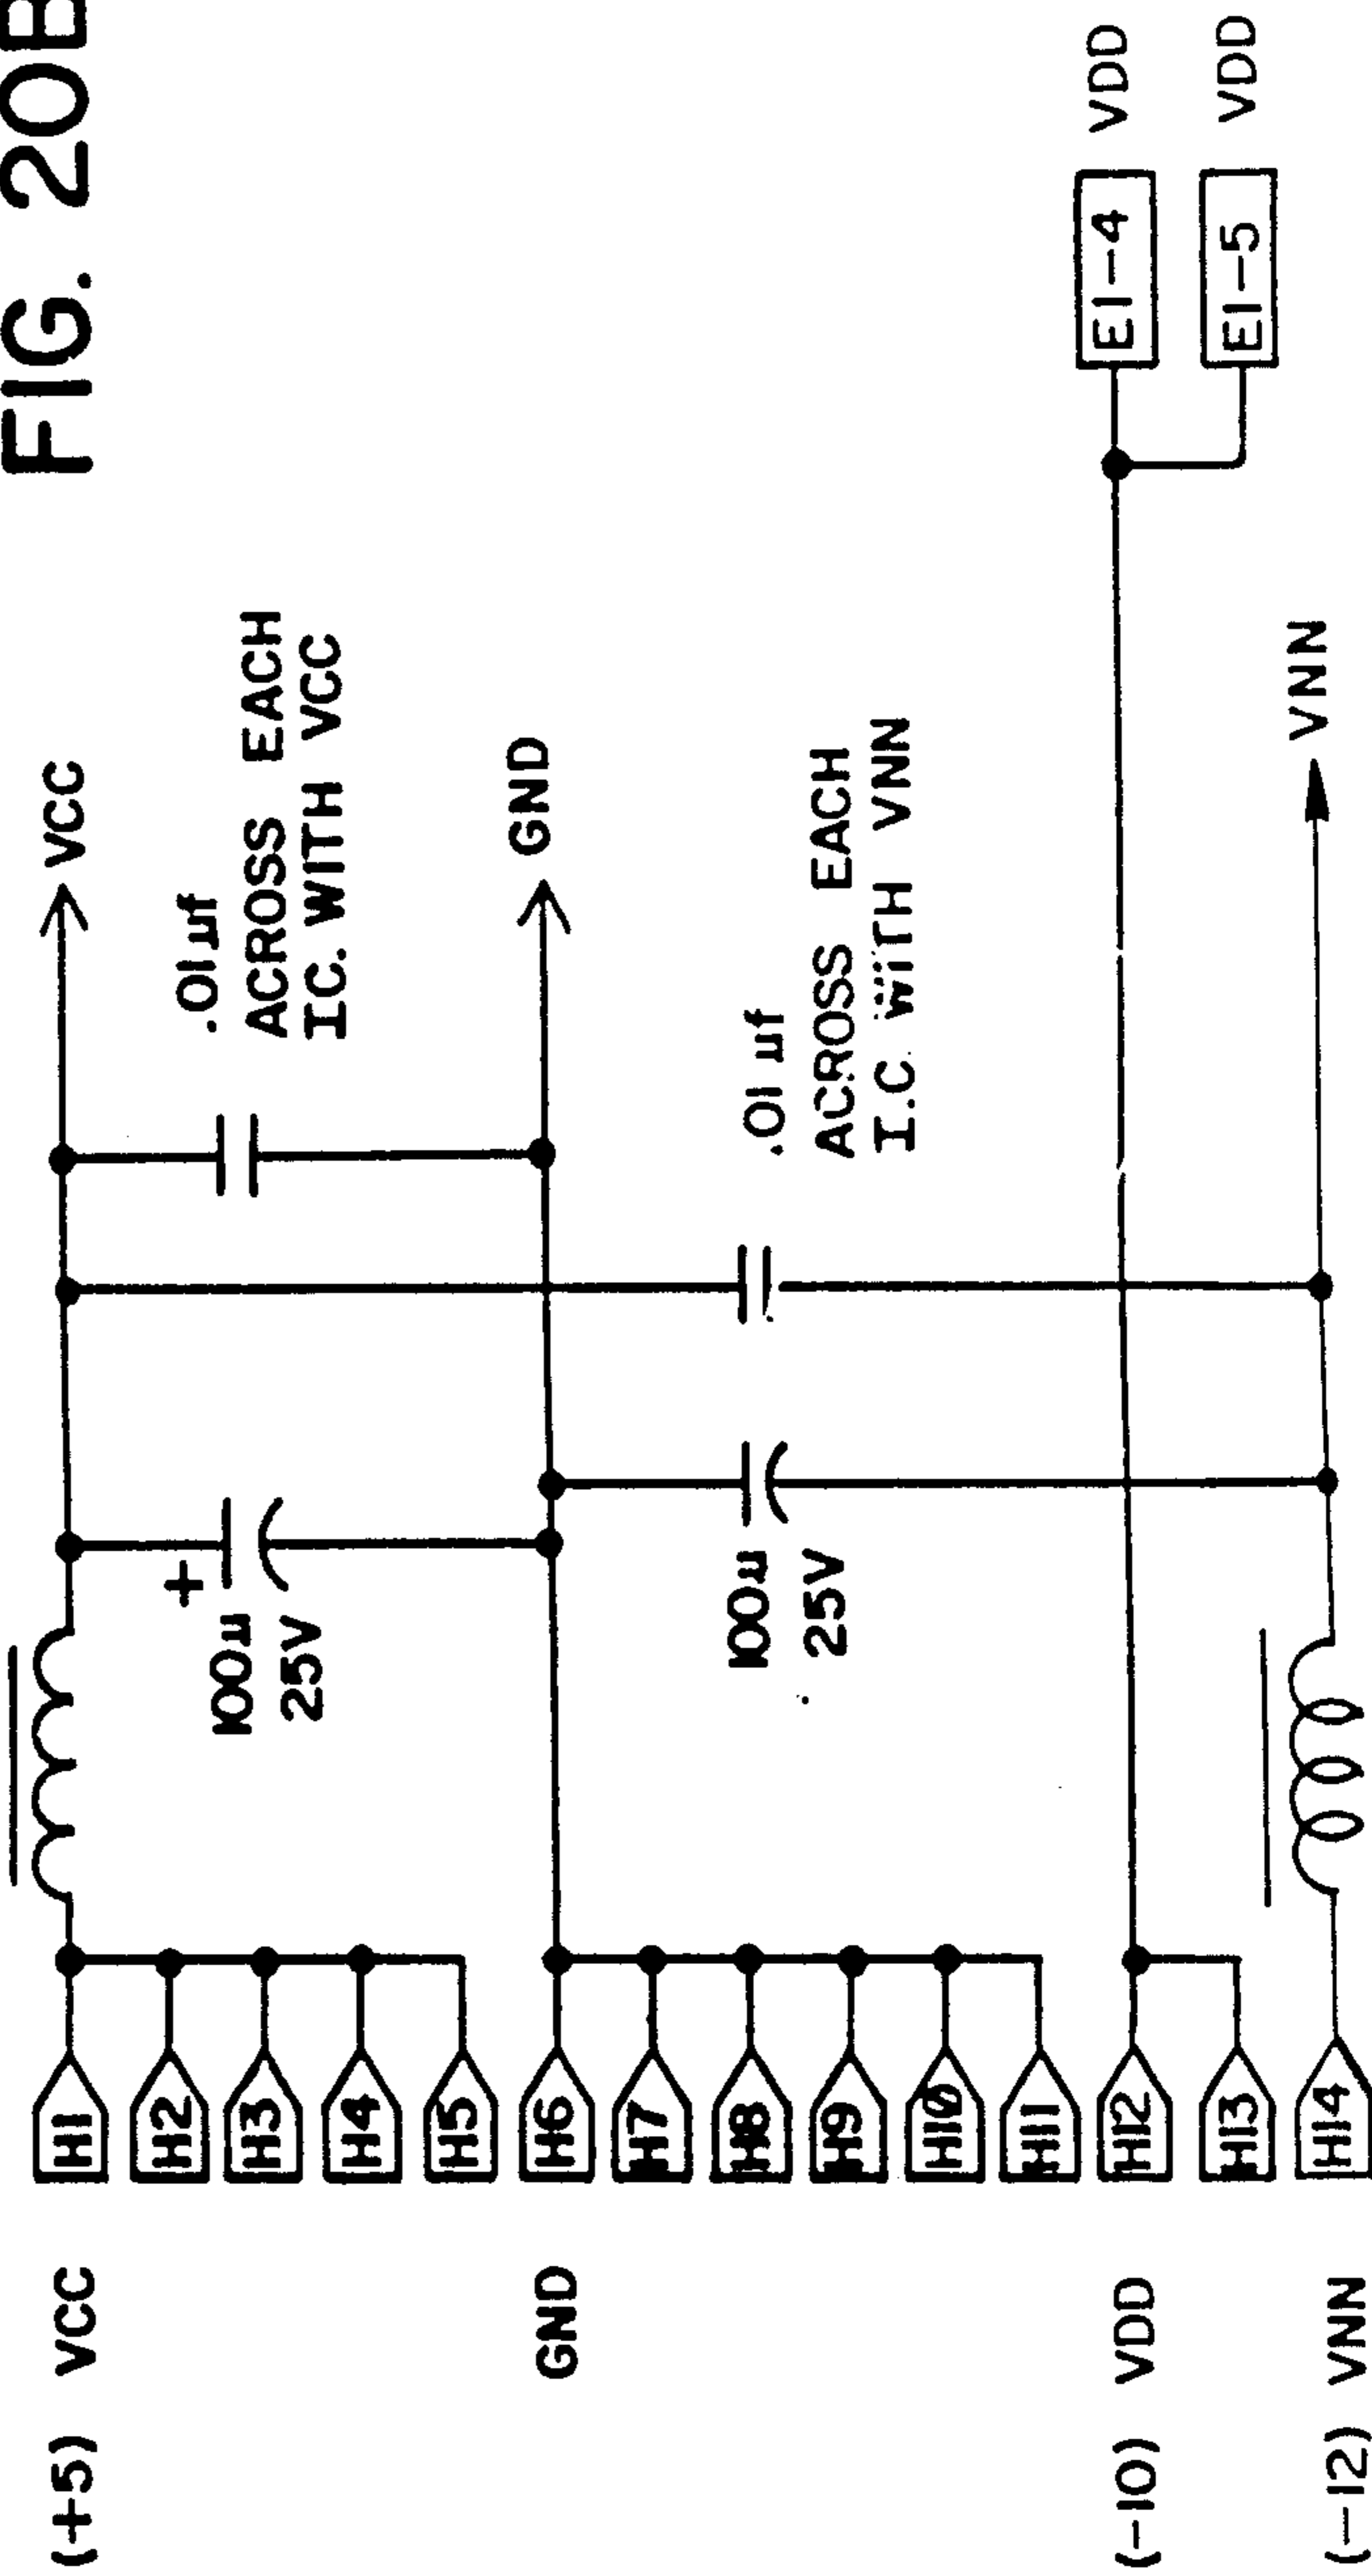 FIG. 20B
(+5) VCC
H1
H2
H3
H4
H5
GND
H6
H7
H8
H9
H10
H11
(-10) VDD
H12
H13
(-12) VNN
H14
+
100µ
25V
100µ
25V
VCC
.01 µf
ACROSS EACH
I.C. WITH VCC
GND
.01 µf
ACROSS EACH
I.C. WITH VNN
VNN
E1-4 VDD
E1-5 VDD